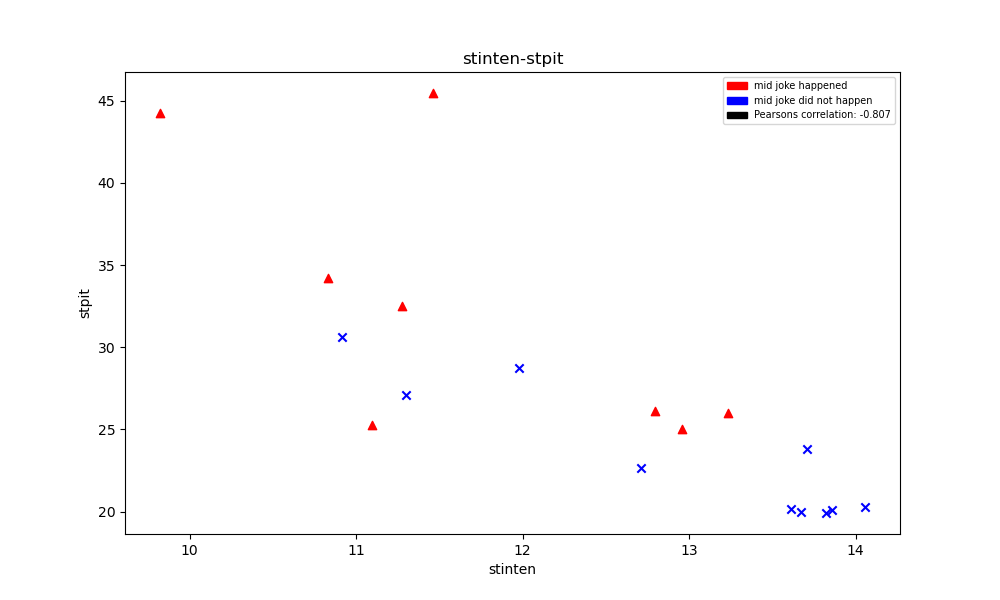 stinten-stpit
mid joke happened
mid joke did not happen
Pearsons correlation: -0.807
45
40
35
30
25
20
stpit
10
11
12
13
14
stinten